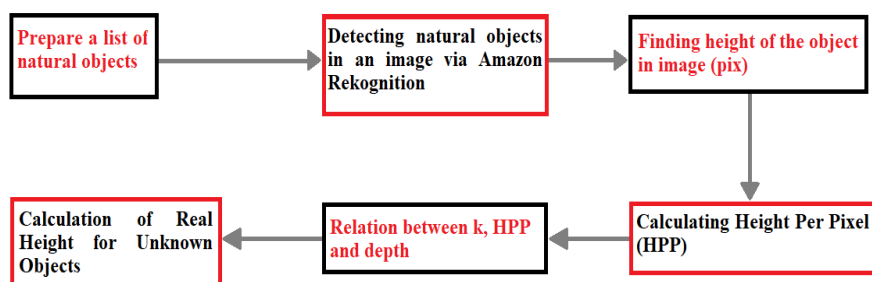 Prepare a list of
natural objects
Detecting natural objects
in an image via Amazon
Rekognition
Finding height of the object
in image (pix)
Calculating Height Per Pixel
(HPP)
Relation between k, HPP
and depth
Calculation of Real
Height for Unknown
Objects